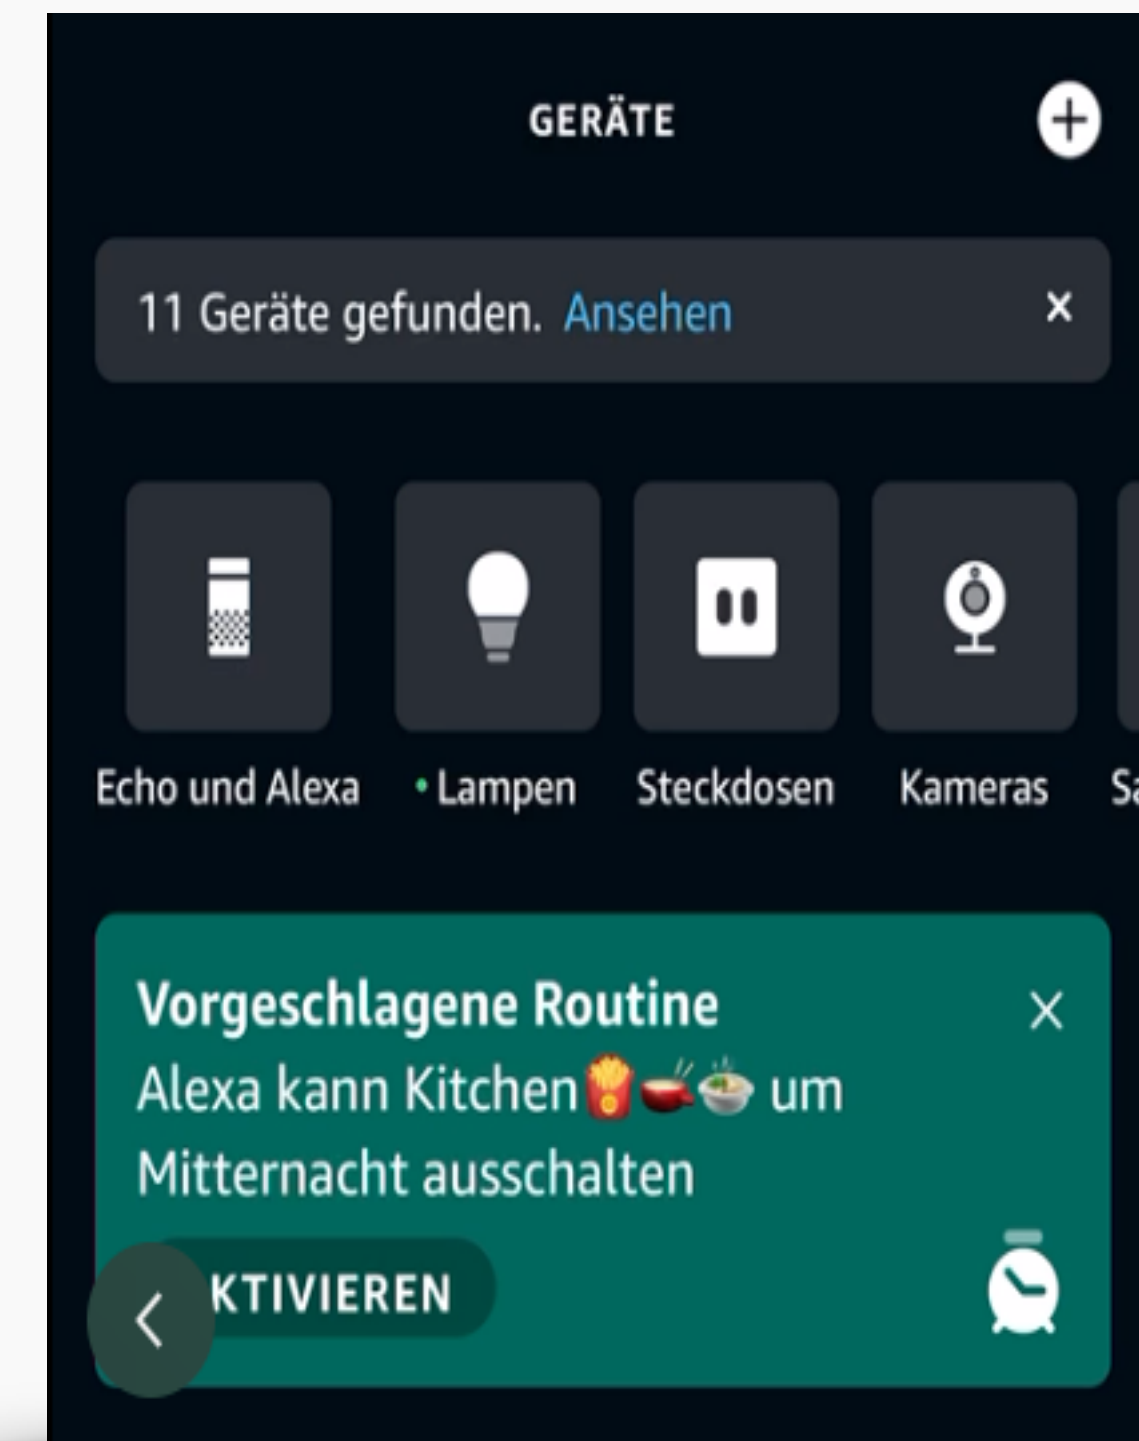 GERÄTE
11 Geräte gefunden. Ansehen
Echo und Alexa
Lampen
Steckdosen
Kameras
Vorgeschlagene Routine
Alexa kann Kitchen🍟☕🍲 um
Mitternacht ausschalten
KTIVIEREN